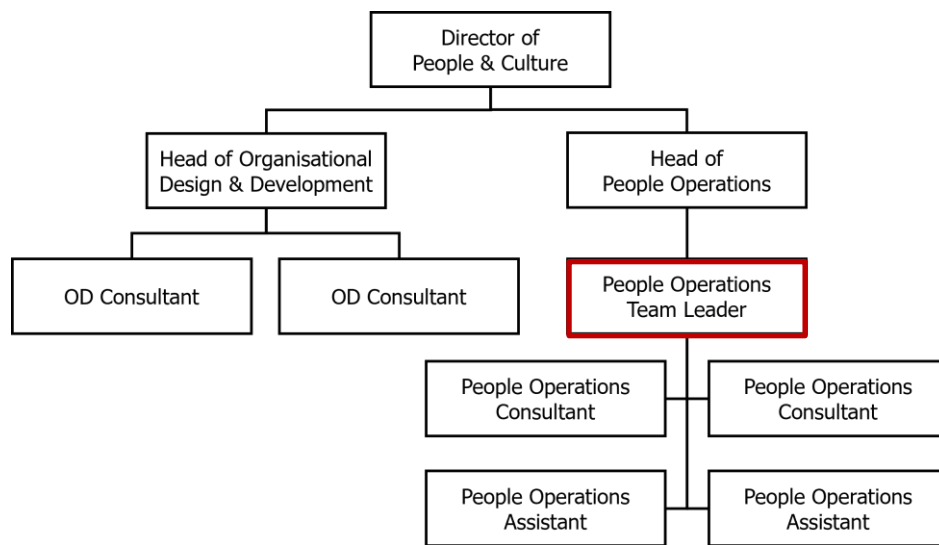 Director of
People & Culture
Head of Organisational
Design & Development
Head of
People Operations
OD Consultant
OD Consultant
People Operations
Team Leader
People Operations
Consultant
People Operations
Consultant
People Operations
Assistant
People Operations
Assistant